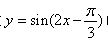 y = sin(2x − π/3)